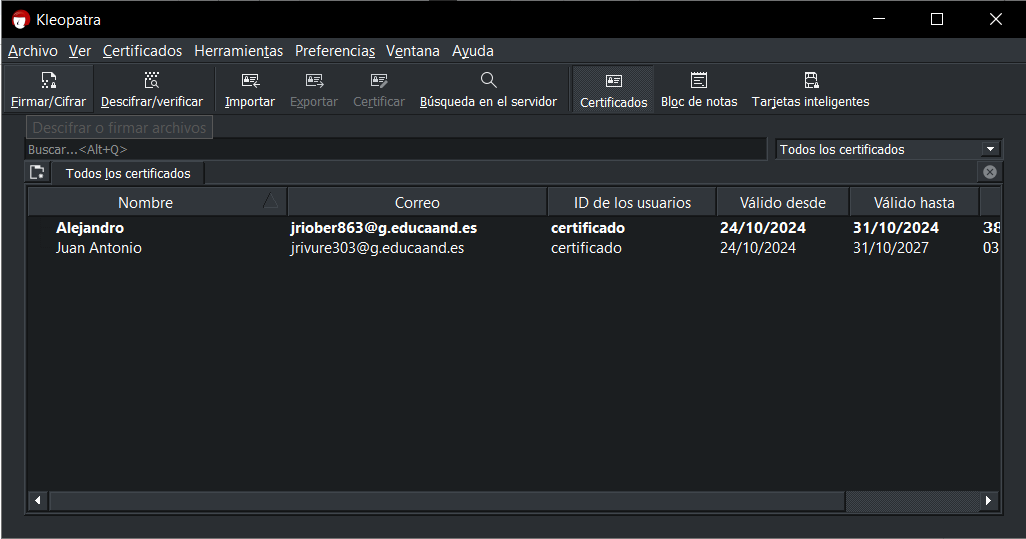 Kleopatra
Archivo Ver Certificados Herramientas Preferencias Ventana Ayuda
Firmar/Cifrar Descifrar/verificar Importar Exportar Certificar Búsqueda en el servidor Certificados Bloc de notas Tarjetas inteligentes
Descifrar o firmar archivos
Buscar...<Alt+Q> Todos los certificados
Todos los certificados
Nombre Correo ID de los usuarios Válido desde Válido hasta
Alejandro jriober863@g.educaand.es certificado 24/10/2024 31/10/2024 38
Juan Antonio jrivure303@g.educaand.es certificado 24/10/2024 31/10/2027 03